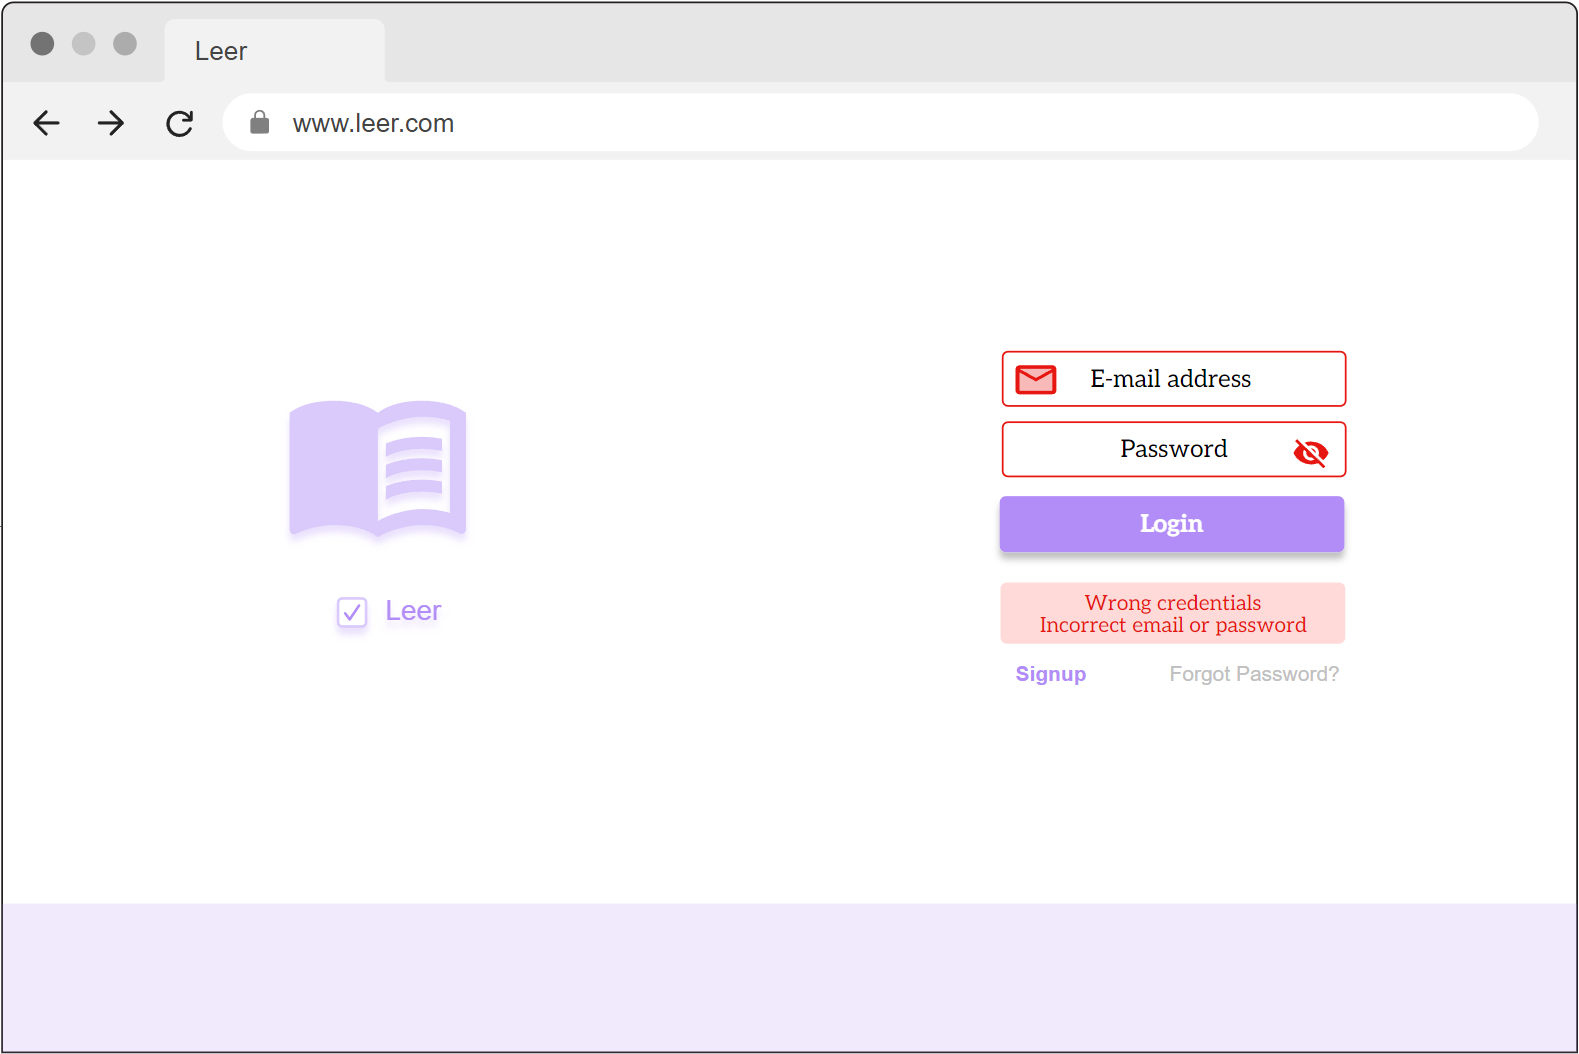 Leer
www.leer.com
E-mail address
Password
Login
Leer
Wrong credentials
Incorrect email or password
Signup
Forgot Password?